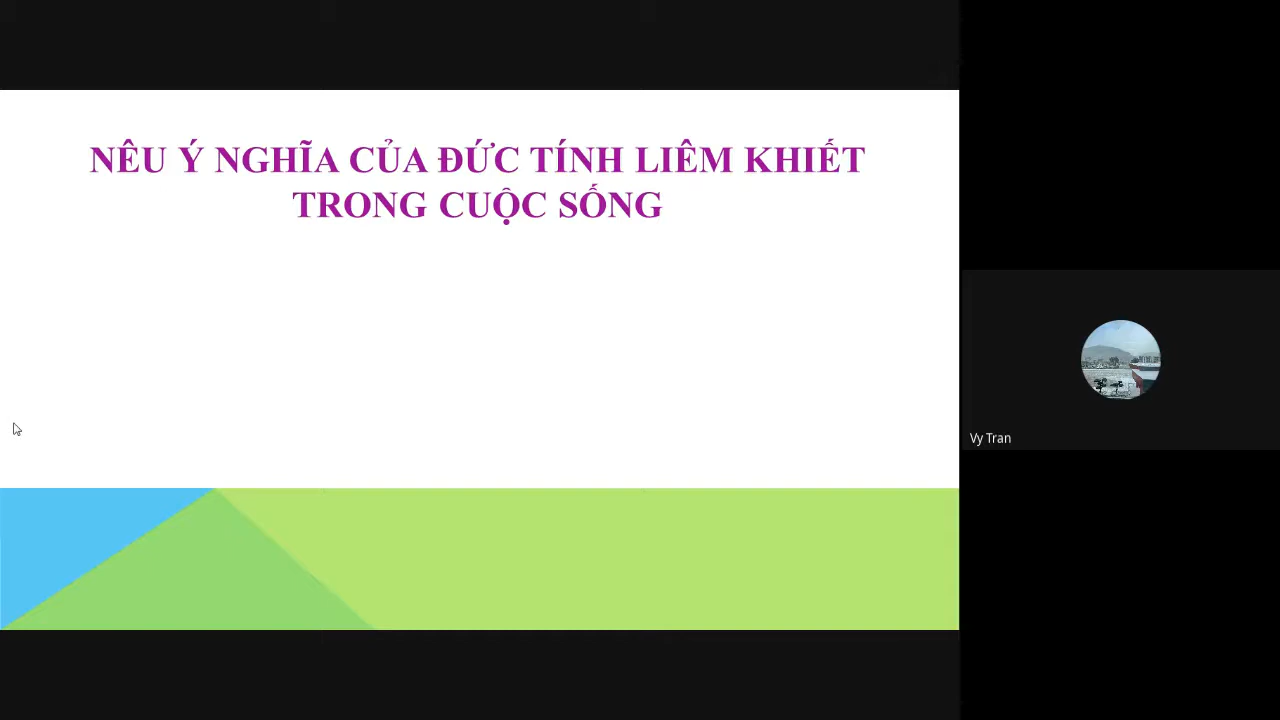 NÊU Ý NGHĨA CỦA ĐỨC TÍNH LIÊM KHIẾT
TRONG CUỘC SỐNG
Vy Tran